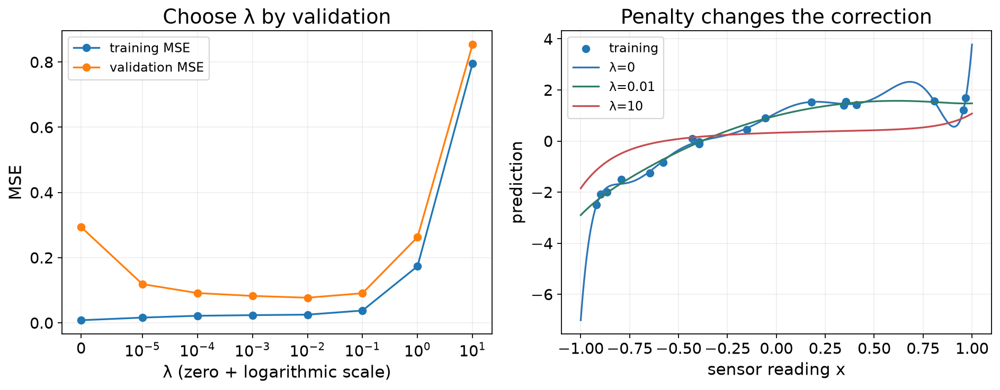 Choose λ by validation
training MSE
validation MSE
MSE
0.8
0.6
0.4
0.2
0.0
0 10⁻⁵ 10⁻⁴ 10⁻³ 10⁻² 10⁻¹ 10⁰ 10¹
λ (zero + logarithmic scale)
Penalty changes the correction
training
λ=0
λ=0.01
λ=10
prediction
4
2
0
−2
−4
−6
−1.00 −0.75 −0.50 −0.25 0.00 0.25 0.50 0.75 1.00
sensor reading x